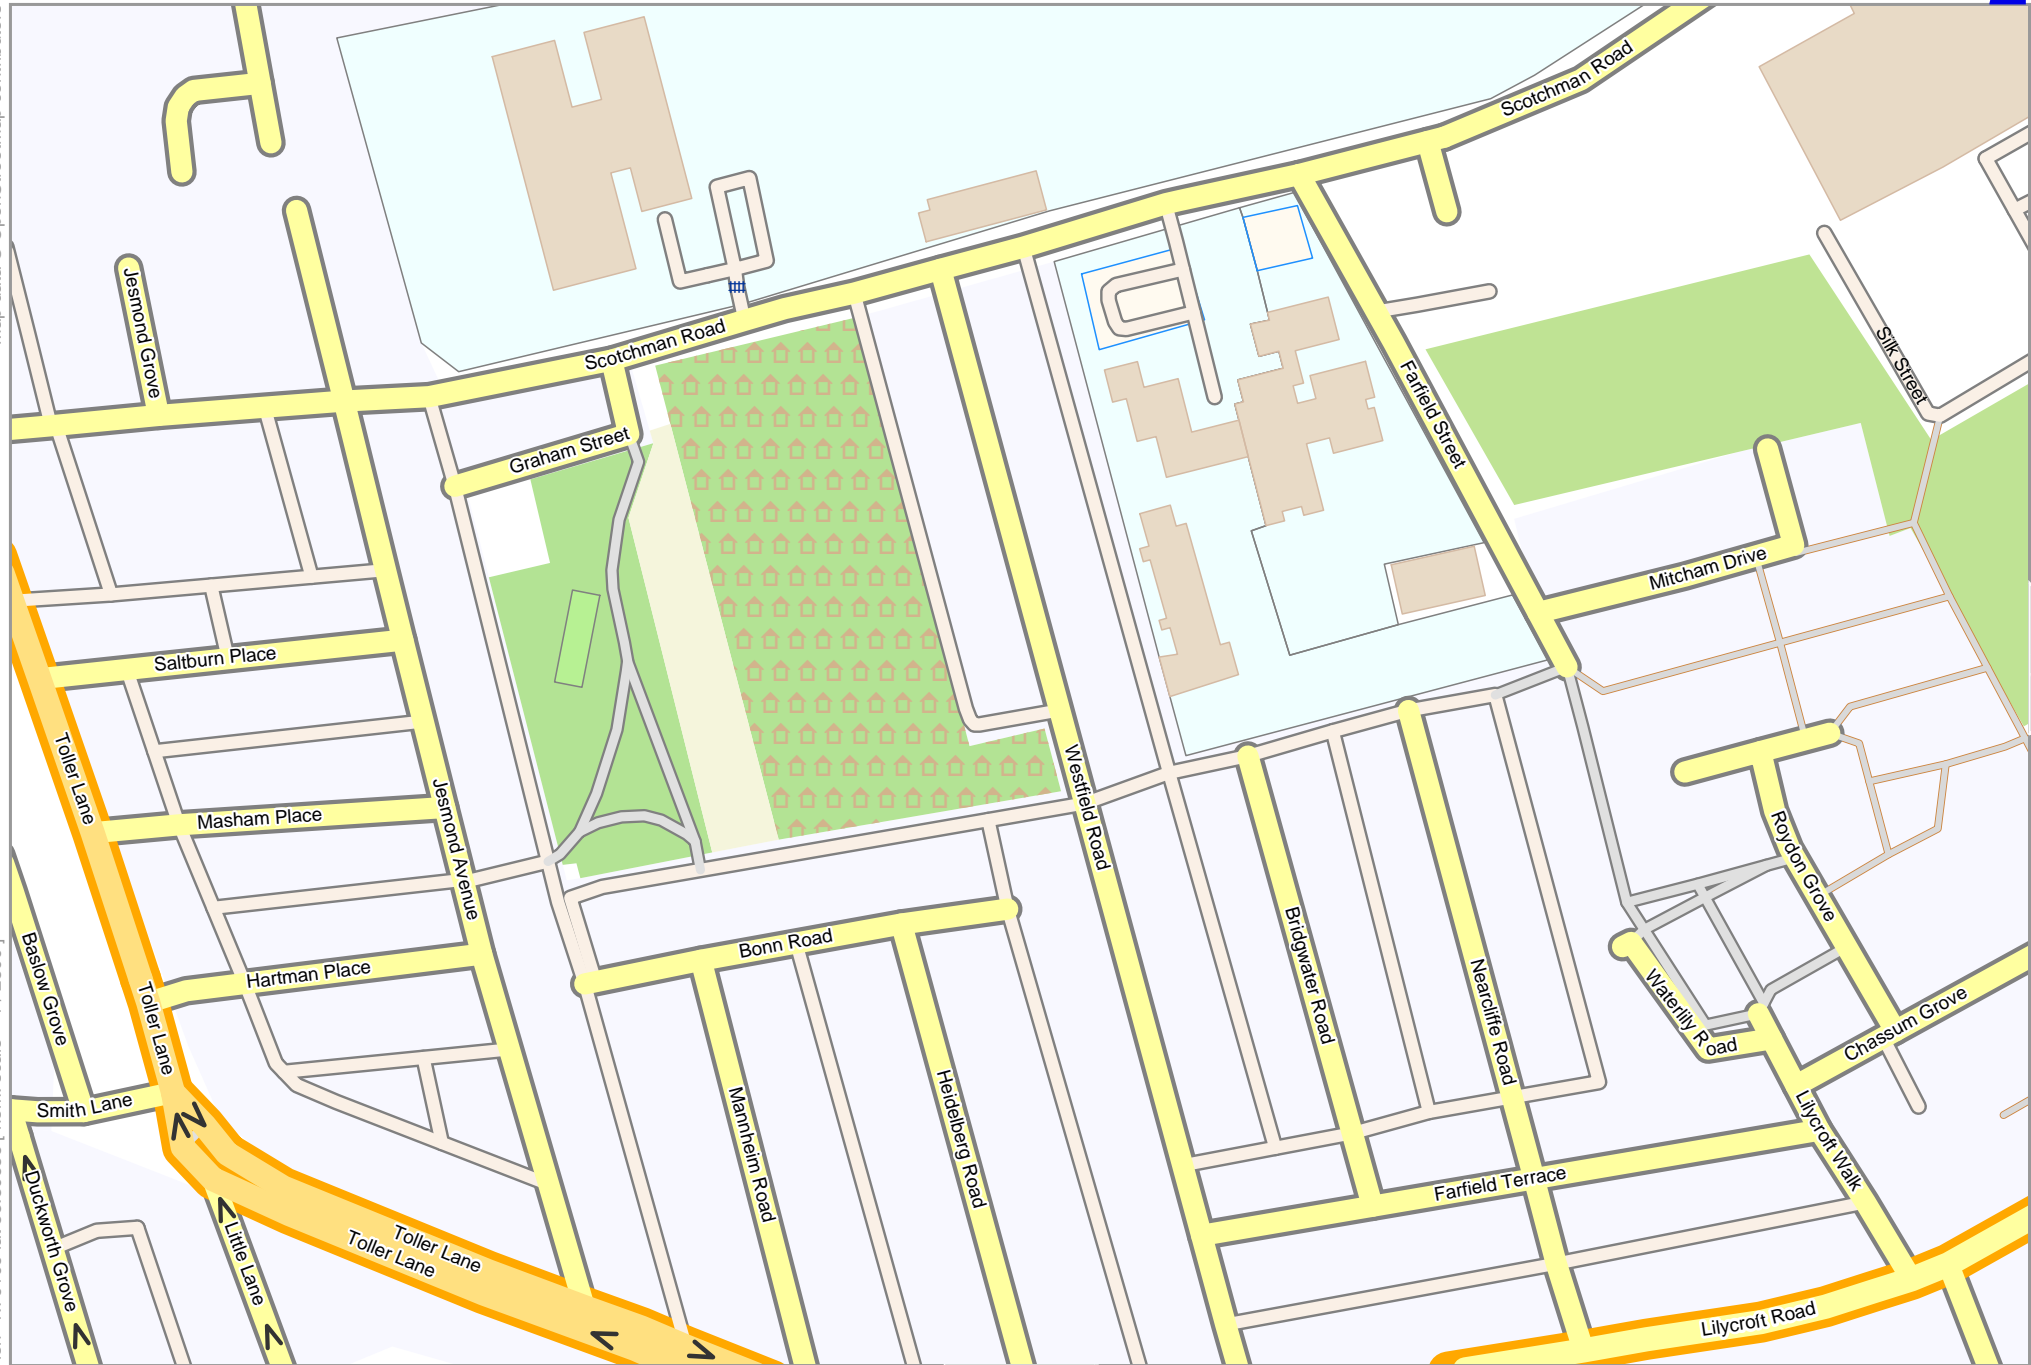 Scotchman Road
Jesmond Grove
Scotchman Road
Silk Street
Farfield Street
Graham Street
Mitcham Drive
Saltburn Place
Toller Lane
Westfield Road
Jesmond Avenue
Masham Place
Roydon Grove
Bridgwater Road
Baslow Grove
Bonn Road
Hartman Place
Nearcliffe Road
Waterlily Road
Toller Lane
Chassum Grove
Heidelberg Road
Mannheim Road
Smith Lane
Lilycroft Walk
Farfield Terrace
Duckworth Grove
Little Lane
Toller Lane
Toller Lane
Lilycroft Road